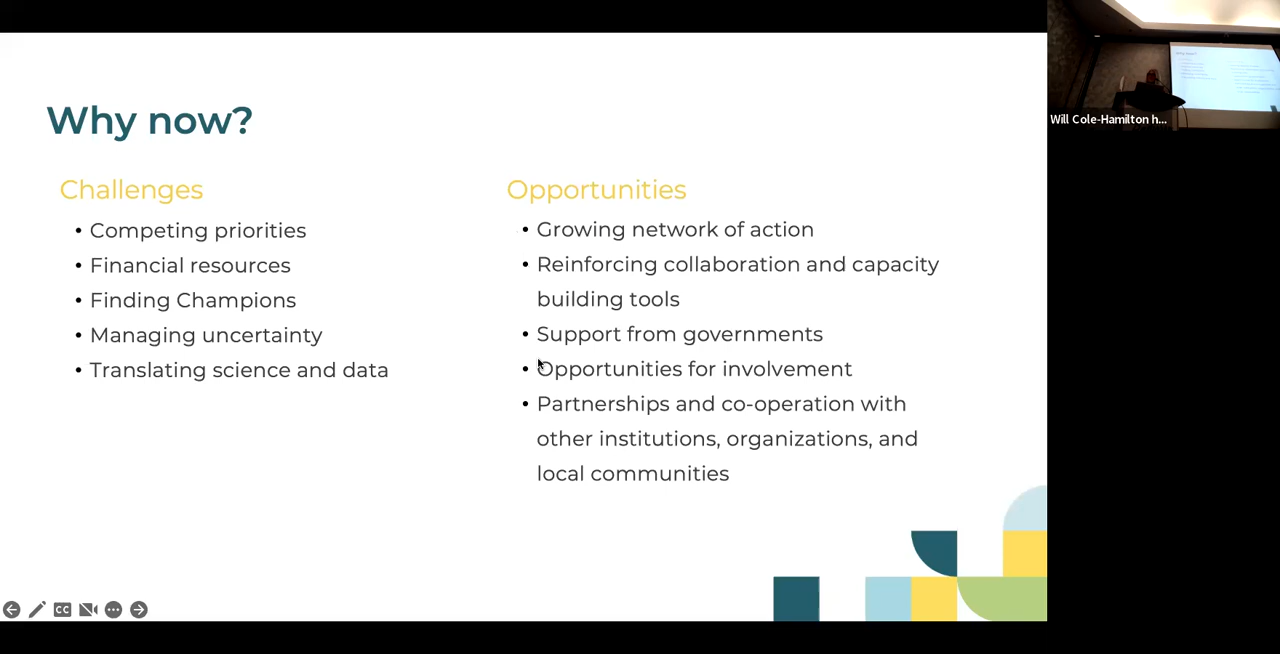 Why now?
Challenges
• Competing priorities
• Financial resources
• Finding Champions
• Managing uncertainty
• Translating science and data
Opportunities
• Growing network of action
• Reinforcing collaboration and capacity
building tools
• Support from governments
• Opportunities for involvement
• Partnerships and co-operation with
other institutions, organizations, and
local communities
Will Cole-Hamilton h...
CC